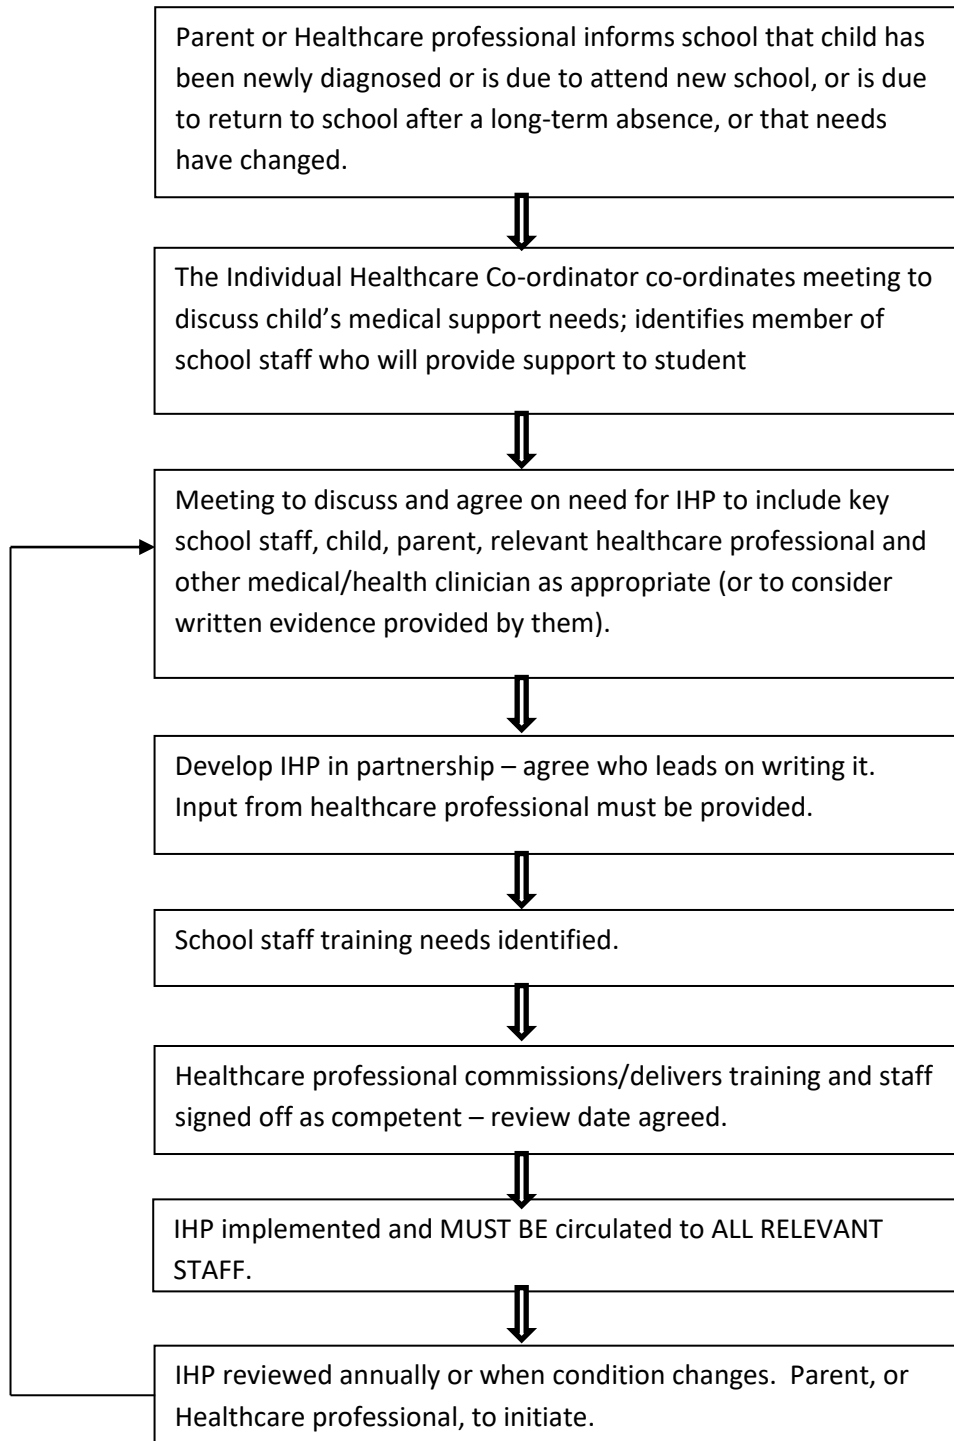 Parent or Healthcare professional informs school that child has
been newly diagnosed or is due to attend new school, or is due
to return to school after a long-term absence, or that needs
have changed.
The Individual Healthcare Co-ordinator co-ordinates meeting to
discuss child’s medical support needs; identifies member of
school staff who will provide support to student
Meeting to discuss and agree on need for IHP to include key
school staff, child, parent, relevant healthcare professional and
other medical/health clinician as appropriate (or to consider
written evidence provided by them).
Develop IHP in partnership – agree who leads on writing it.
Input from healthcare professional must be provided.
School staff training needs identified.
Healthcare professional commissions/delivers training and staff
signed off as competent – review date agreed.
IHP implemented and MUST BE circulated to ALL RELEVANT
STAFF.
IHP reviewed annually or when condition changes.  Parent, or
Healthcare professional, to initiate.